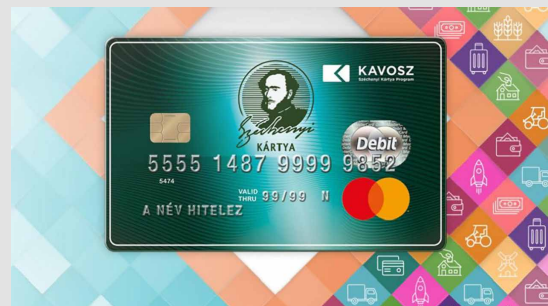 KAVOSZ
Széchenyi Kártya Program
Széchenyi
KÁRTYA
Debit
5555 1487 9999 9852
5474
VALID THRU 99/99 N
A NÉV HITELEZ